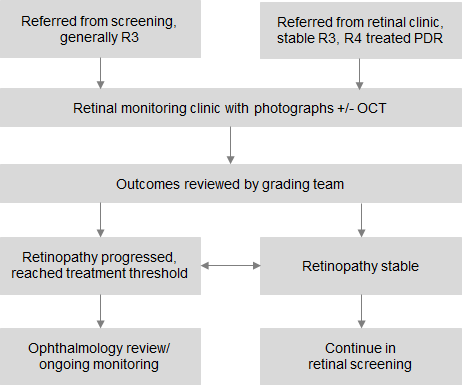 Referred from screening,
generally R3
Referred from retinal clinic,
stable R3, R4 treated PDR
Retinal monitoring clinic with photographs +/- OCT
Outcomes reviewed by grading team
Retinopathy progressed,
reached treatment threshold
Retinopathy stable
Ophthalmology review/
ongoing monitoring
Continue in
retinal screening